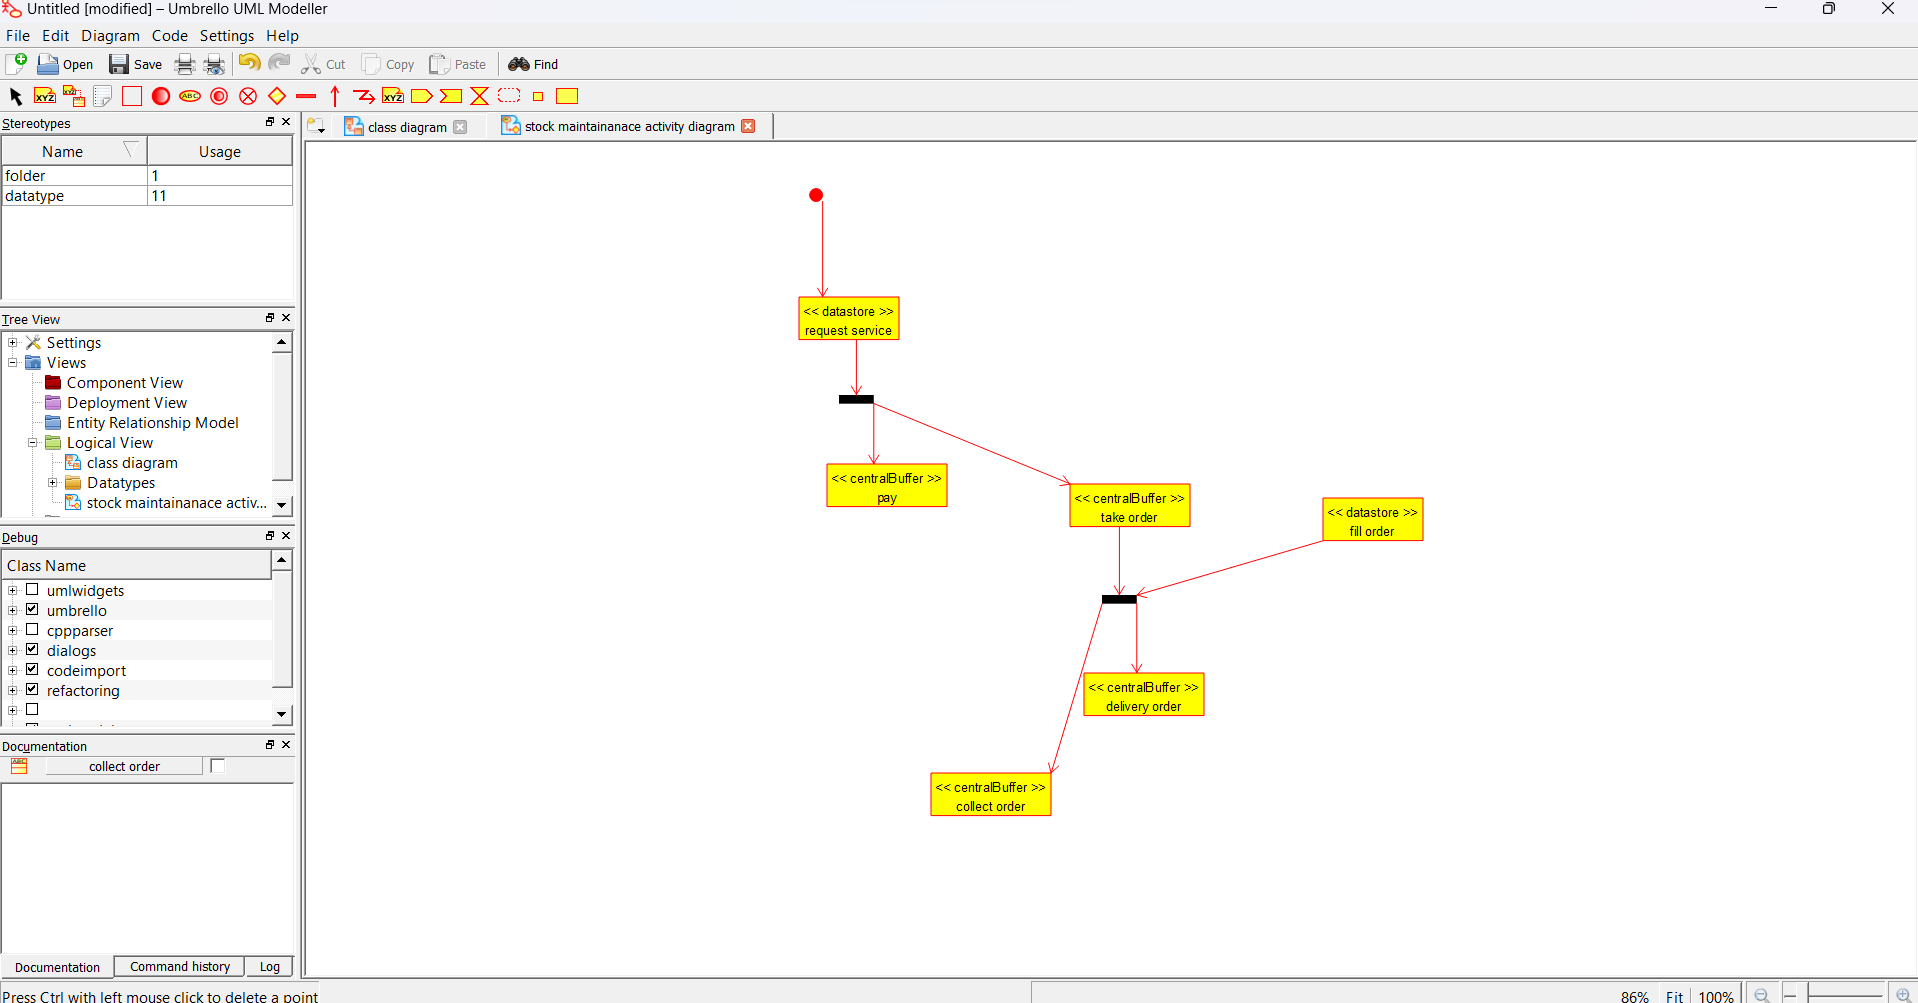 Untitled [modified] – Umbrello UML Modeller
File Edit Diagram Code Settings Help
Open Save Cut Copy Paste Find
XYZ XYZ ABC XYZ
Stereotypes
Name Usage
folder 1
datatype 11
Tree View
Settings
Views
Component View
Deployment View
Entity Relationship Model
Logical View
class diagram
Datatypes
stock maintainanace activ...
Debug
Class Name
umlwidgets
umbrello
cppparser
dialogs
codeimport
refactoring
Documentation
collect order
Documentation Command history Log
Press Ctrl with left mouse click to delete a point
class diagram
stock maintainanace activity diagram
<< datastore >>
request service
<< centralBuffer >>
pay
<< centralBuffer >>
take order
<< datastore >>
fill order
<< centralBuffer >>
delivery order
<< centralBuffer >>
collect order
86% Fit 100%